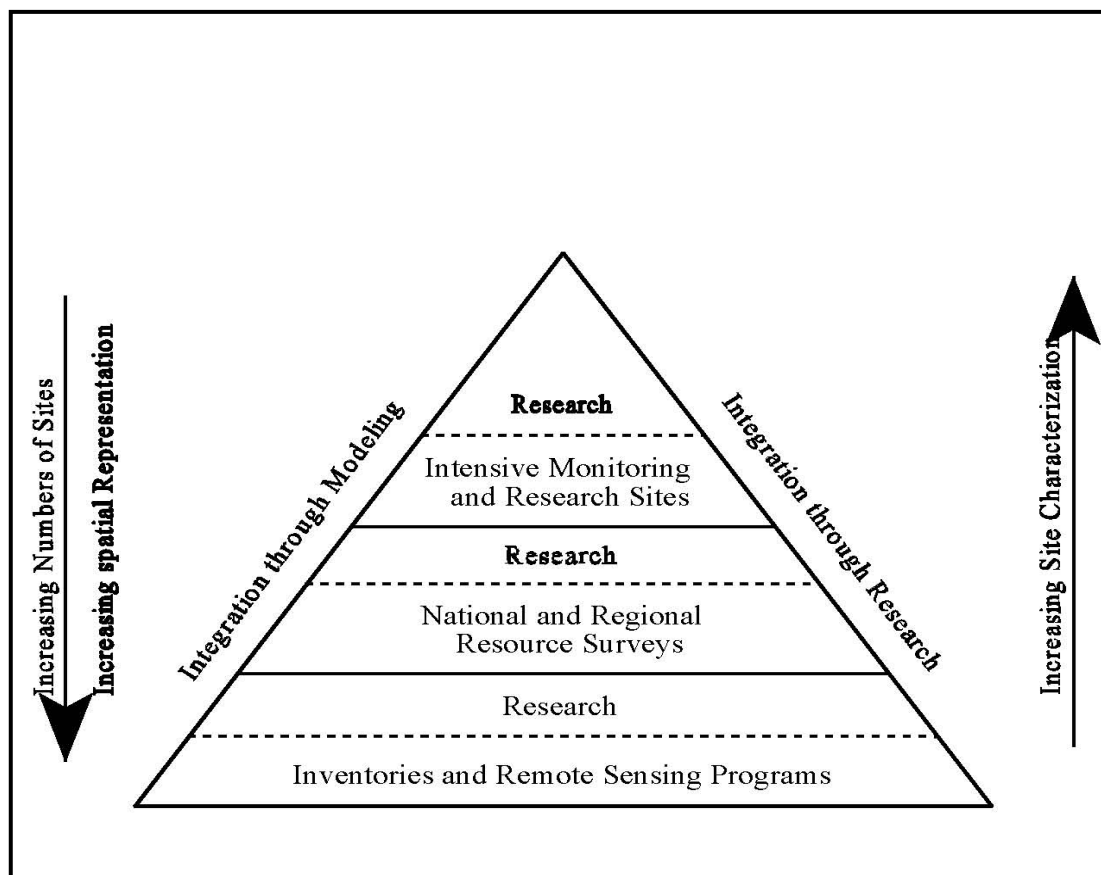 Increasing Numbers of Sites
Increasing spatial Representation
Integration through Modeling
Research
Intensive Monitoring
and Research Sites
Research
National and Regional
Resource Surveys
Research
Inventories and Remote Sensing Programs
Integration through Research
Increasing Site Characterization